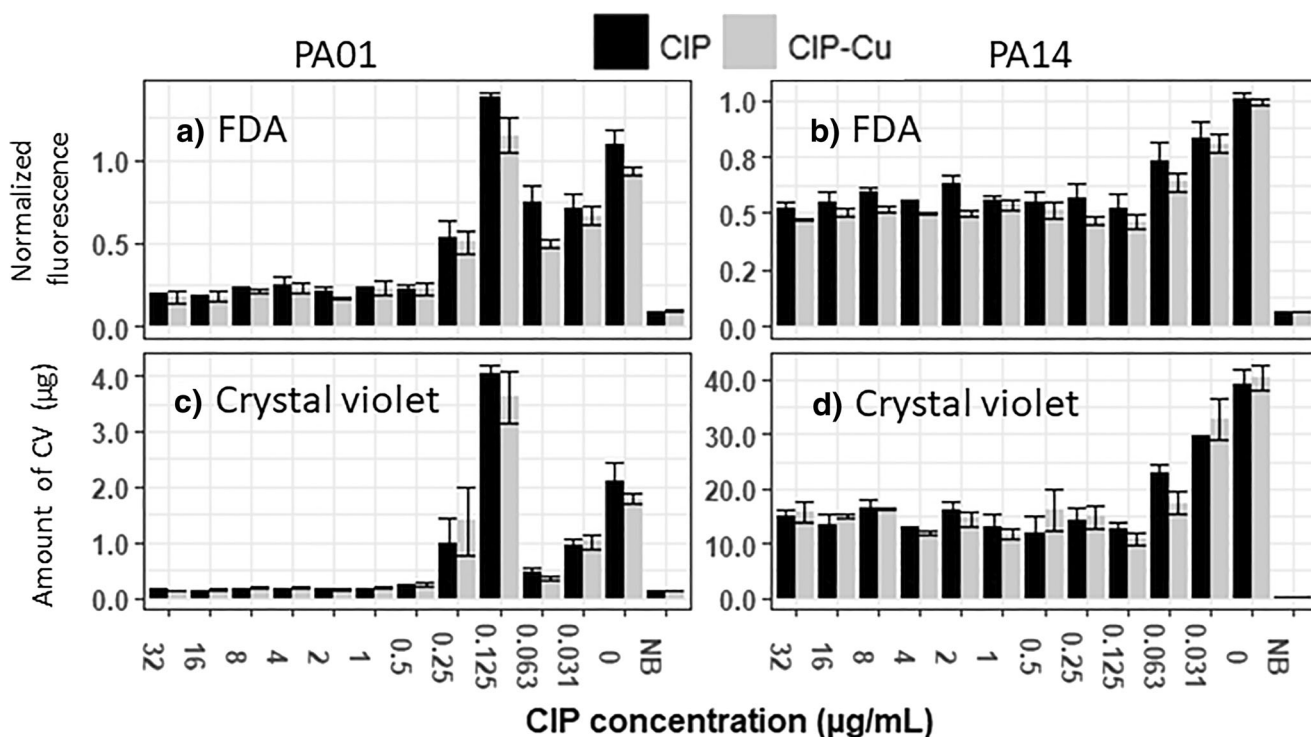 CIP CIP-Cu
PA01 PA14
Normalized
fluorescence
a) FDA
1.0
0.5
0.0
b) FDA
1.0
0.8
0.5
0.2
0.0
Amount of CV (µg)
c) Crystal violet
4.0
3.0
2.0
1.0
0.0
d) Crystal violet
40.0
30.0
20.0
10.0
0.0
32 16 8 4 2 1 0.5 0.25 0.125 0.063 0.031 0 NB
32 16 8 4 2 1 0.5 0.25 0.125 0.063 0.031 0 NB
CIP concentration (µg/mL)